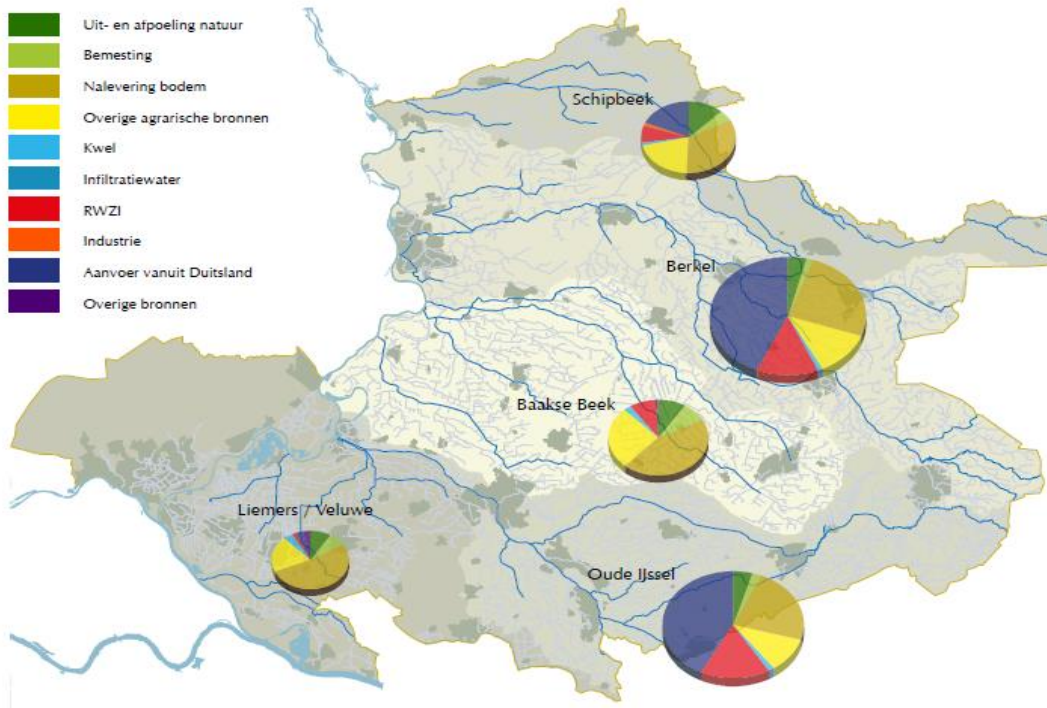 Uit- en afpoeling natuur
Bemesting
Nalevering bodem
Overige agrarische bronnen
Kwel
Infiltratiewater
RWZI
Industrie
Aanvoer vanuit Duitsland
Overige bronnen
Schipbeek
Berkel
Baakse Beek
Liemers / Veluwe
Oude IJssel